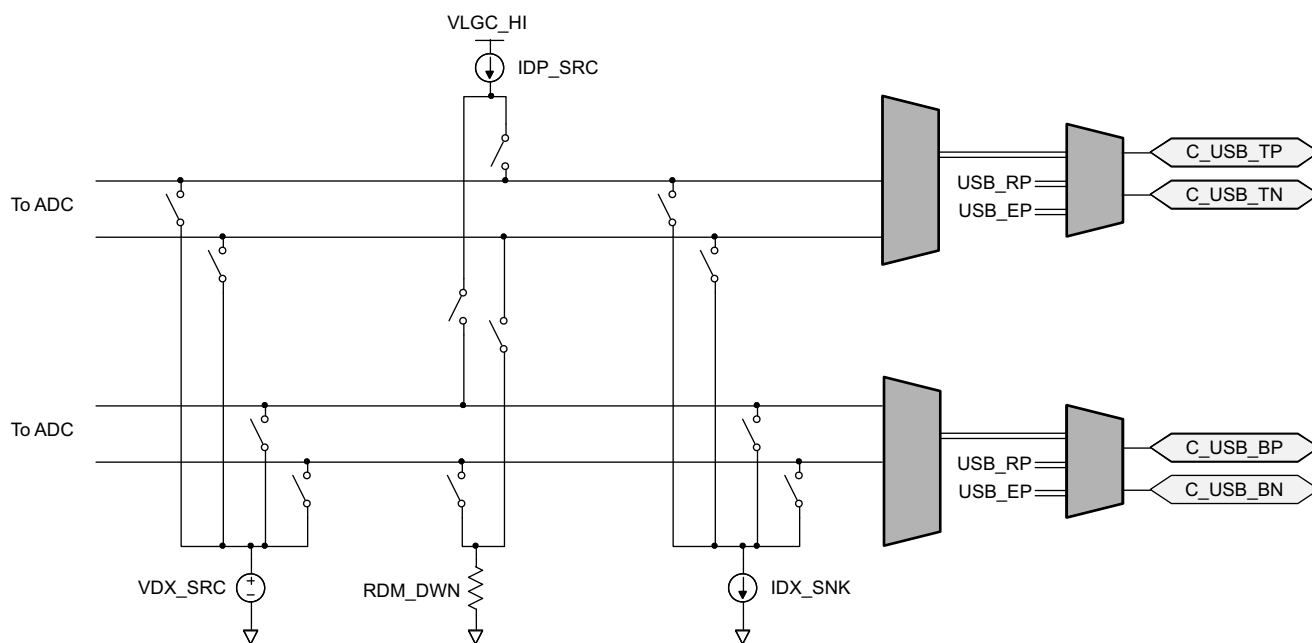 VLGC_HI
IDP_SRC
C_USB_TP
To ADC
USB_RP
C_USB_TN
USB_EP
To ADC
C_USB_BP
USB_RP
USB_EP
C_USB_BN
VDX_SRC
+
−
RDM_DWN
IDX_SNK